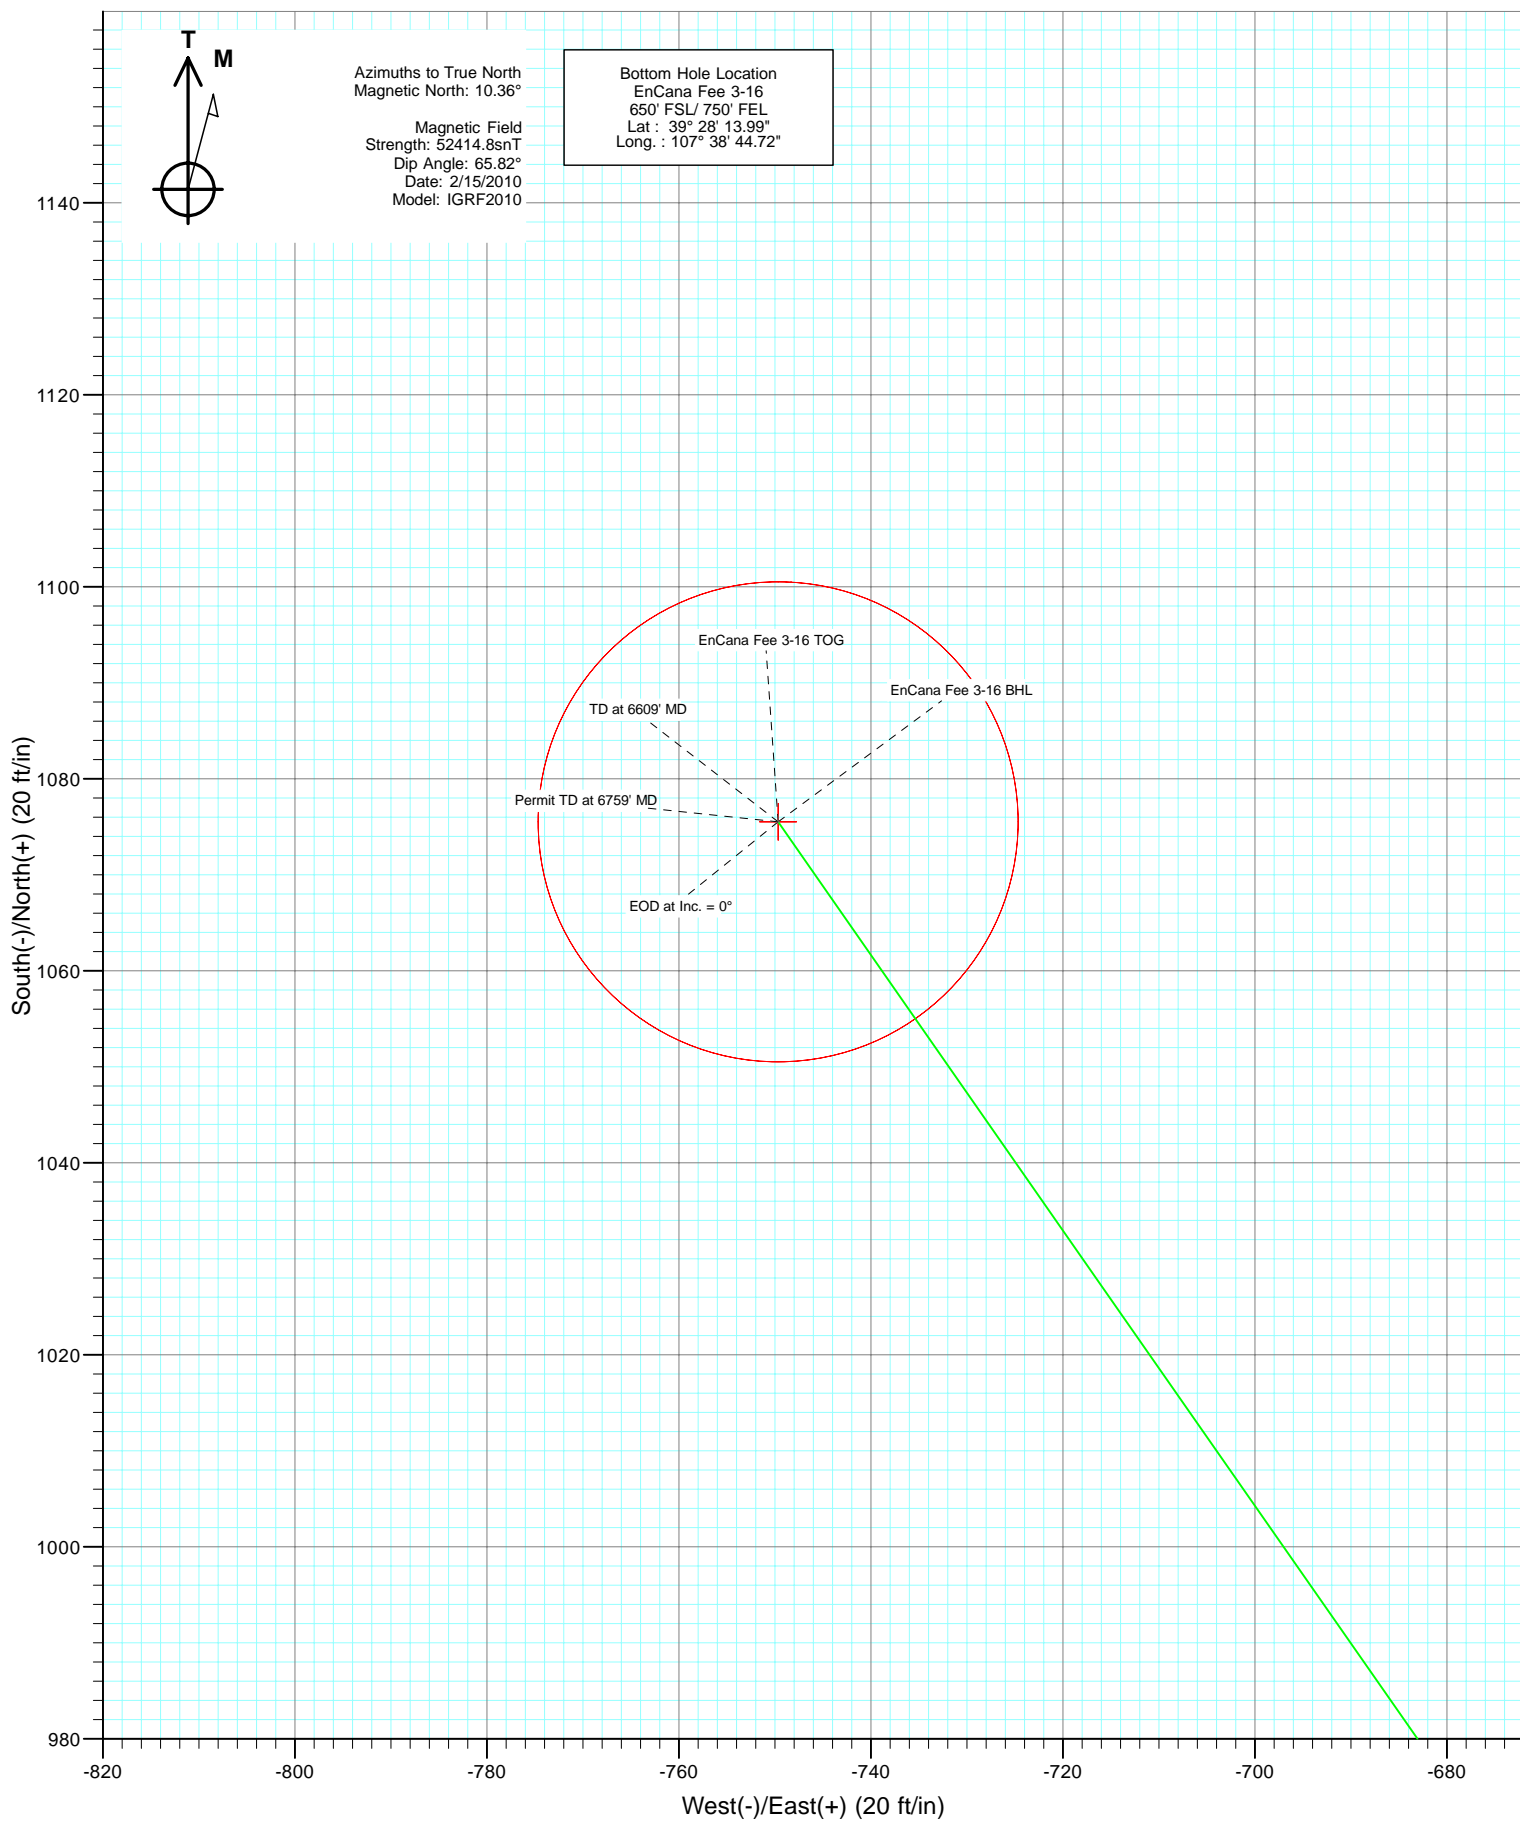 T
M
Azimuths to True North
Magnetic North: 10.36°
Magnetic Field
Strength: 52414.8snT
Dip Angle: 65.82°
Date: 2/15/2010
Model: IGRF2010
Bottom Hole Location
EnCana Fee 3-16
650' FSL/ 750' FEL
Lat : 39° 28' 13.99"
Long. : 107° 38' 44.72"
South(-)/North(+) (20 ft/in)
1140
1120
1100
1080
1060
1040
1020
1000
980
EnCana Fee 3-16 TOG
EnCana Fee 3-16 BHL
TD at 6609' MD
Permit TD at 6759' MD
EOD at Inc. = 0°
-820
-800
-780
-760
-740
-720
-700
-680
West(-)/East(+) (20 ft/in)